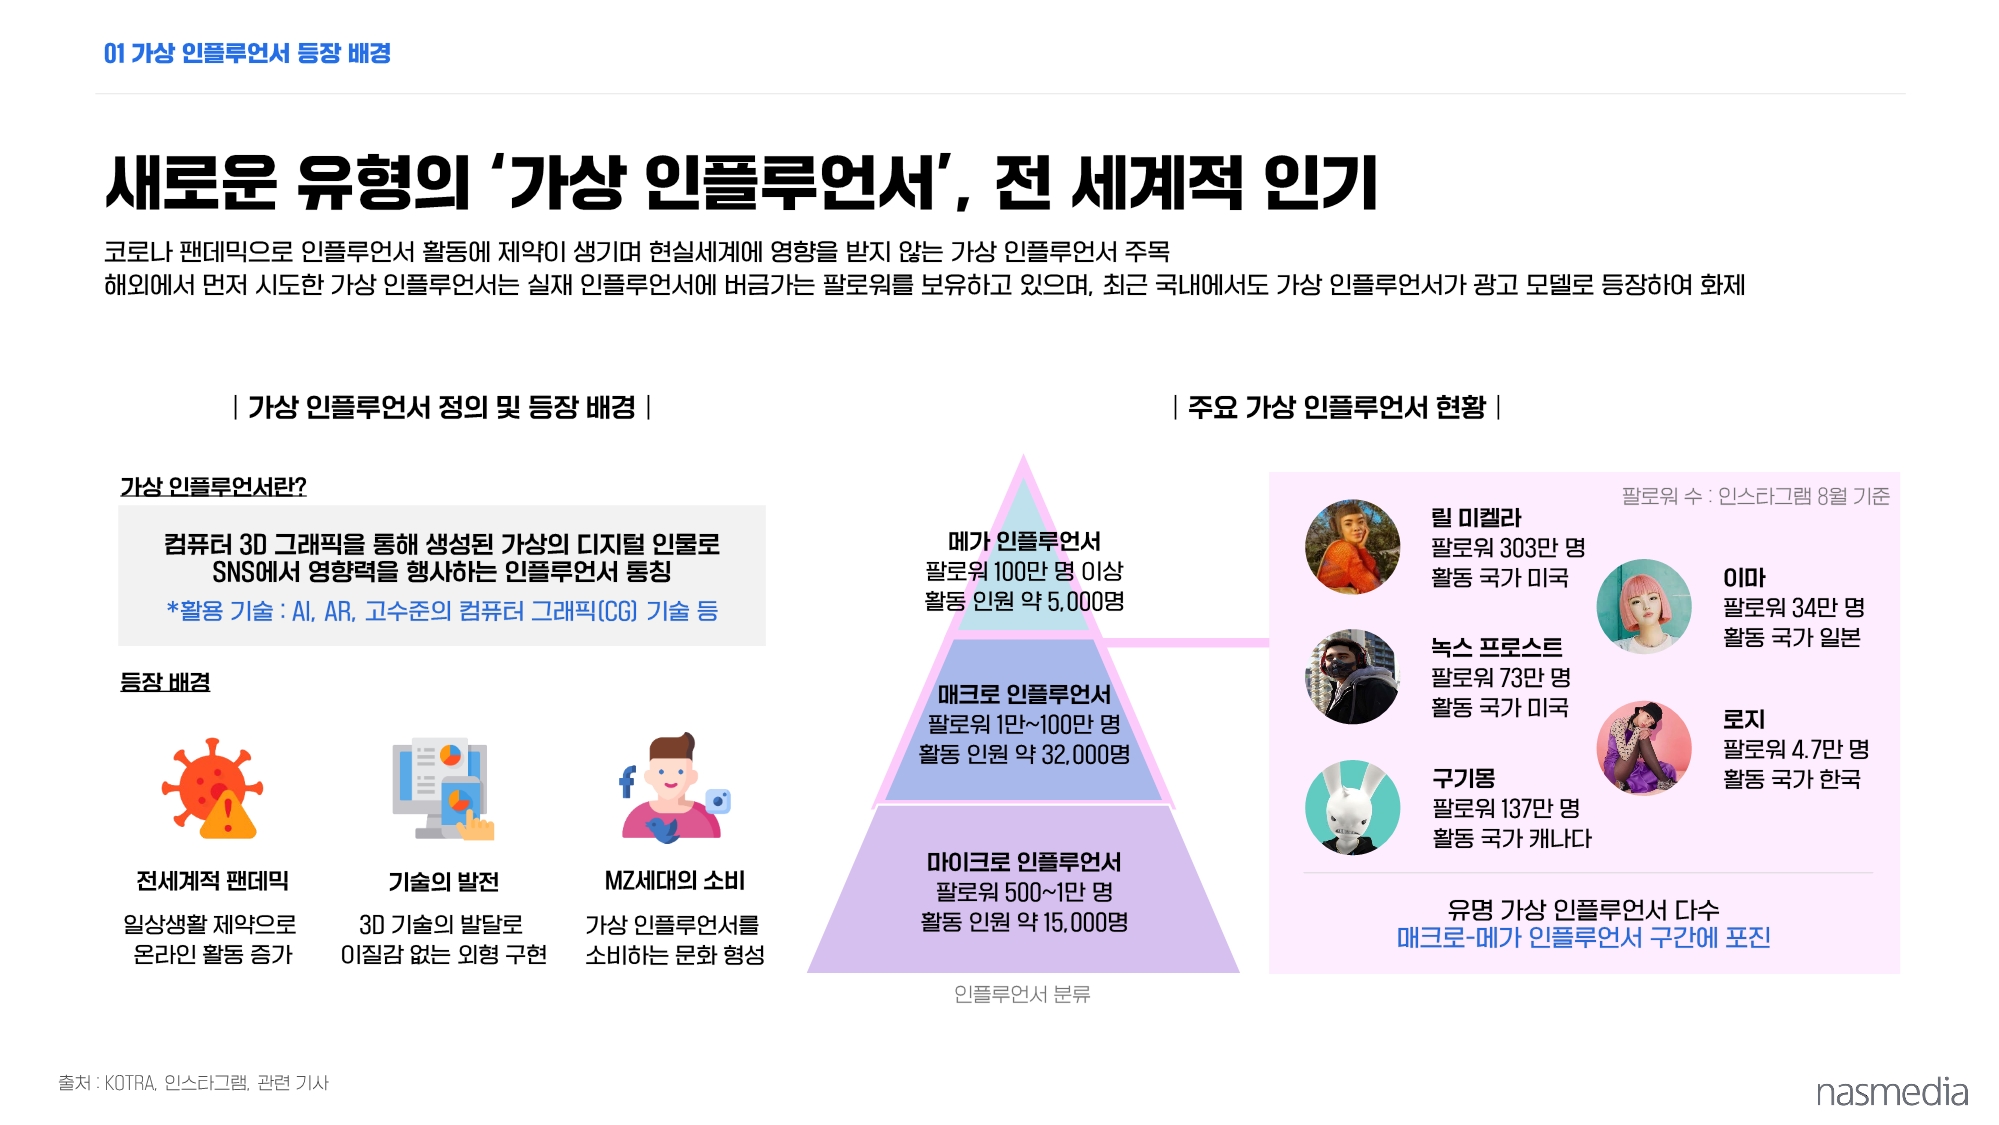 01 가상 인플루언서 등장 배경
새로운 유형의 ‘가상 인플루언서’, 전 세계적 인기
코로나 팬데믹으로 인플루언서 활동에 제약이 생기며 현실세계에 영향을 받지 않는 가상 인플루언서 주목
해외에서 먼저 시도한 가상 인플루언서는 실재 인플루언서에 버금가는 팔로워를 보유하고 있으며, 최근 국내에서도 가상 인플루언서가 광고 모델로 등장하여 화제
| 가상 인플루언서 정의 및 등장 배경 |
가상 인플루언서란?
컴퓨터 3D 그래픽을 통해 생성된 가상의 디지털 인물로
SNS에서 영향력을 행사하는 인플루언서 통칭
*활용 기술 : AI, AR, 고수준의 컴퓨터 그래픽(CG) 기술 등
등장 배경
전세계적 팬데믹
일상생활 제약으로
온라인 활동 증가
기술의 발전
3D 기술의 발달로
이질감 없는 외형 구현
MZ세대의 소비
가상 인플루언서를
소비하는 문화 형성
| 주요 가상 인플루언서 현황 |
메가 인플루언서
팔로워 100만 명 이상
활동 인원 약 5,000명
매크로 인플루언서
팔로워 1만~100만 명
활동 인원 약 32,000명
마이크로 인플루언서
팔로워 500~1만 명
활동 인원 약 15,000명
인플루언서 분류
팔로워 수 : 인스타그램 8월 기준
릴 미켈라
팔로워 303만 명
활동 국가 미국
녹스 프로스트
팔로워 73만 명
활동 국가 미국
구기몽
팔로워 137만 명
활동 국가 캐나다
이마
팔로워 34만 명
활동 국가 일본
로지
팔로워 4.7만 명
활동 국가 한국
유명 가상 인플루언서 다수
매크로-메가 인플루언서 구간에 포진
출처 : KOTRA, 인스타그램, 관련 기사
nasmedia